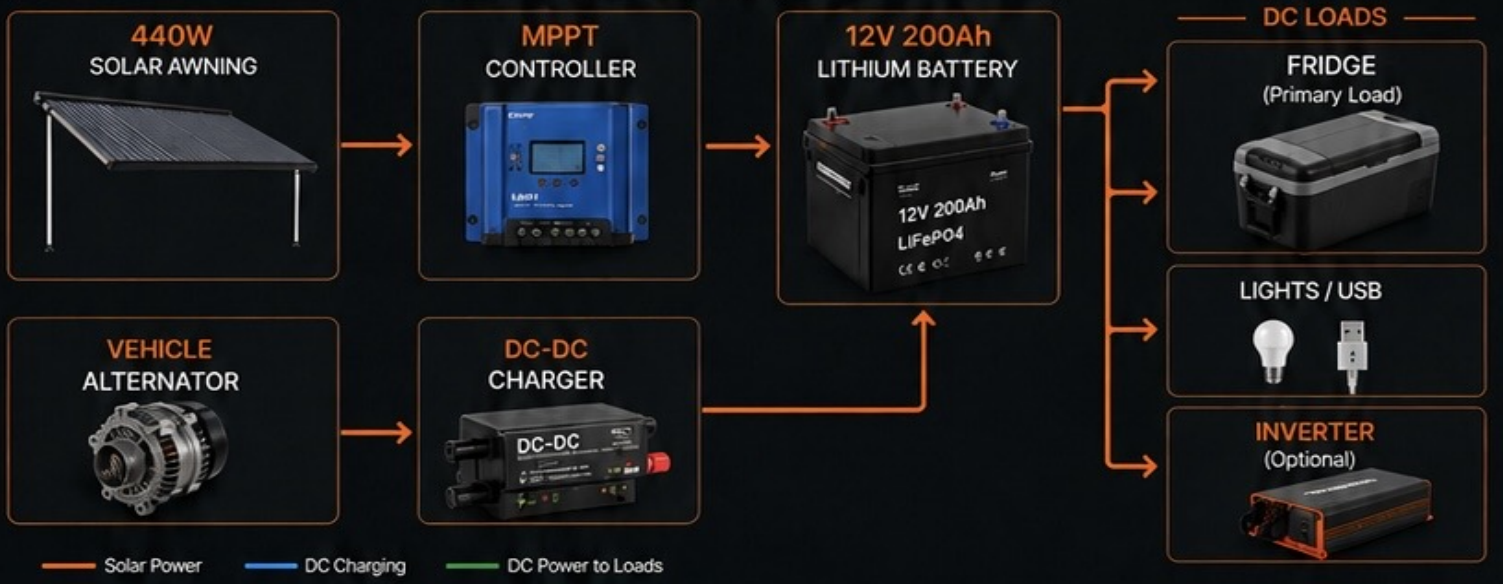 440W
SOLAR AWNING
MPPT
CONTROLLER
12V 200Ah
LITHIUM BATTERY
12V 200Ah
LiFePO4
DC LOADS
FRIDGE
(Primary Load)
LIGHTS / USB
INVERTER
(Optional)
VEHICLE
ALTERNATOR
DC-DC
CHARGER
DC-DC
Solar Power
DC Charging
DC Power to Loads